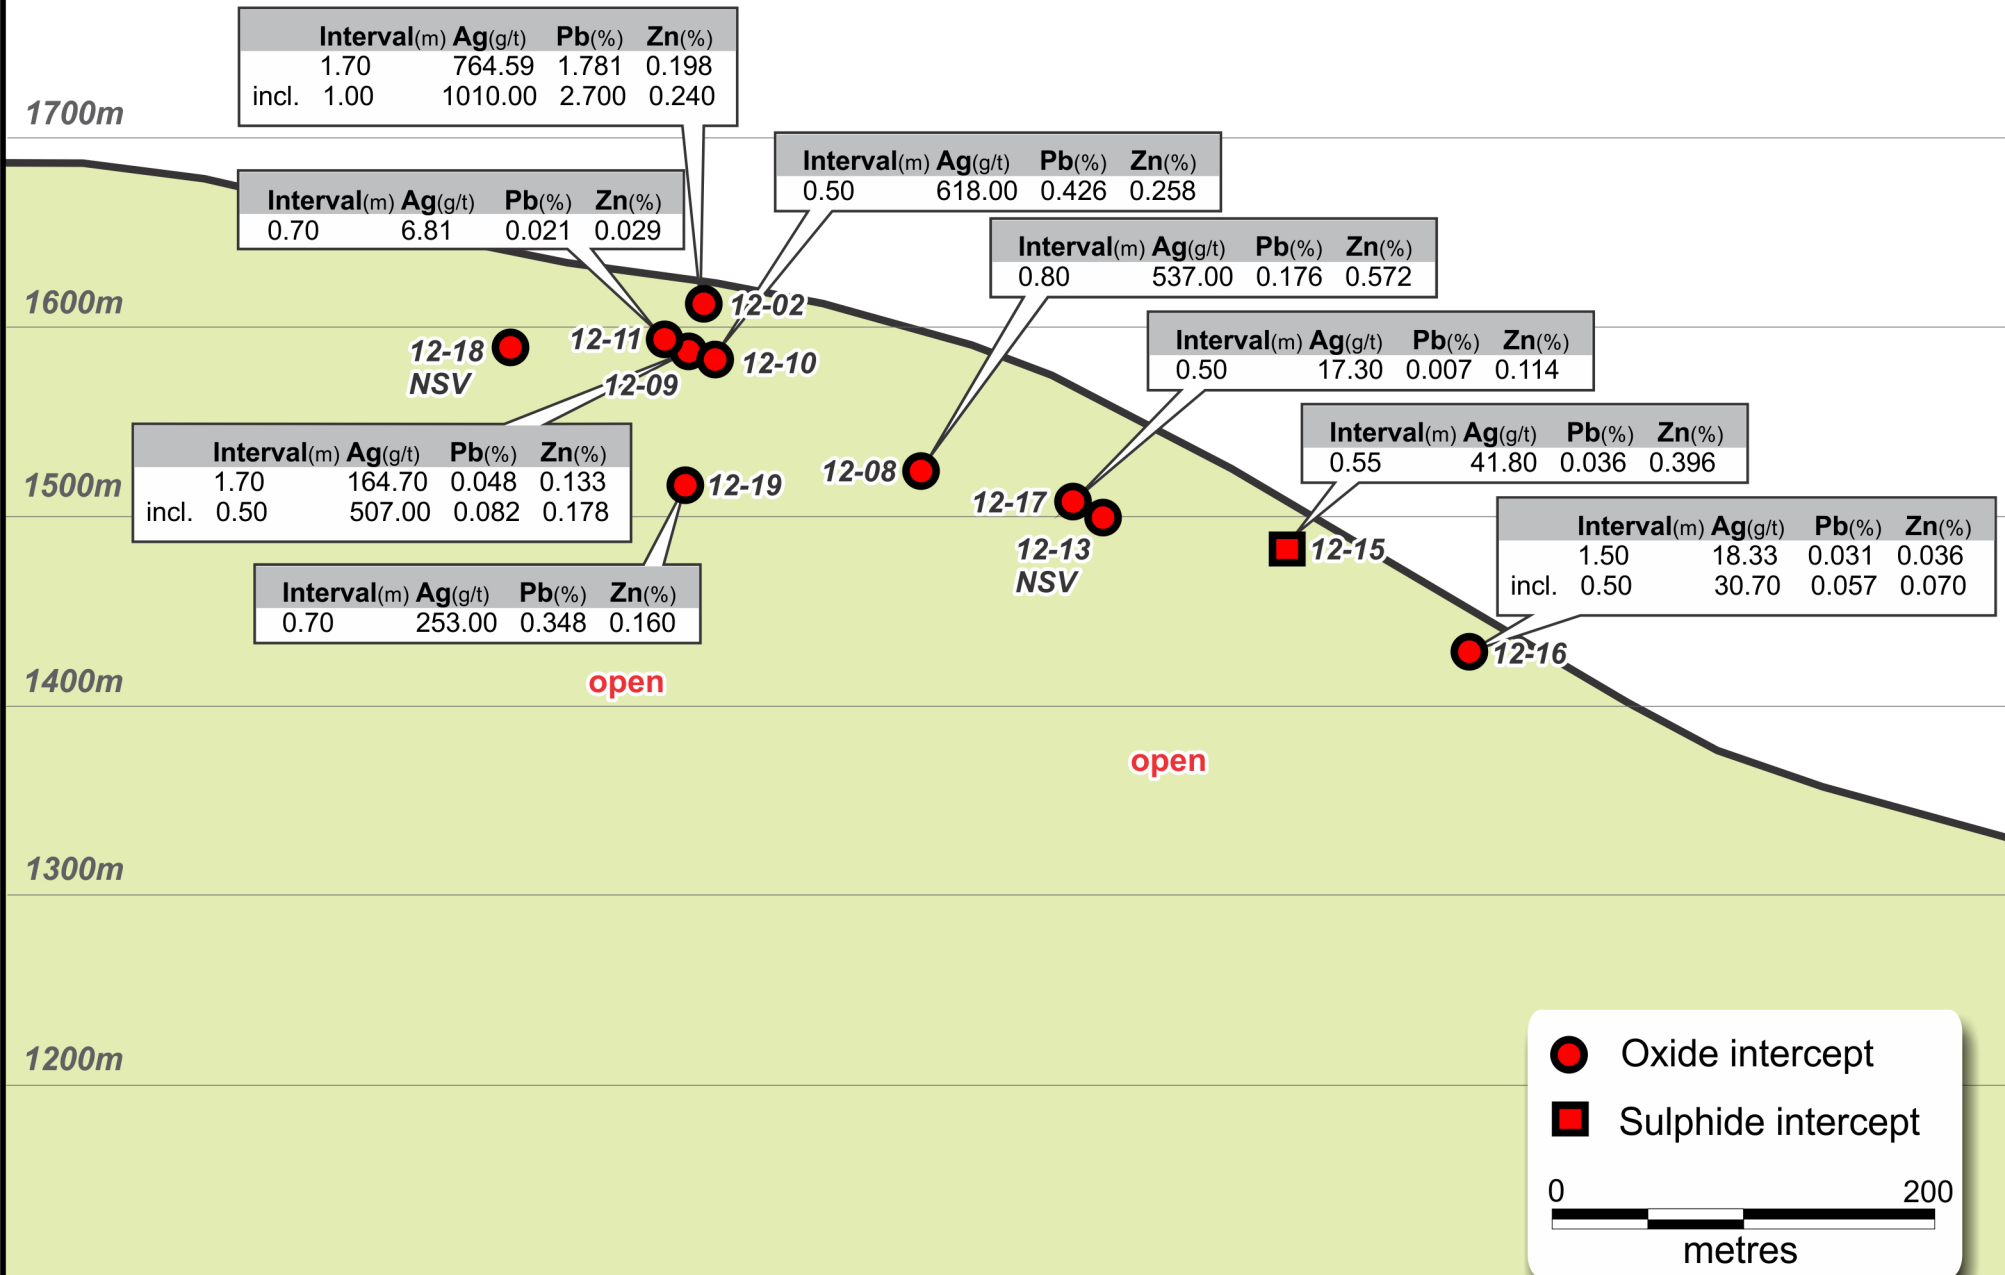 Interval(m) Ag(g/t) Pb(%) Zn(%)
1.70 764.59 1.781 0.198
incl. 1.00 1010.00 2.700 0.240
1700m
Interval(m) Ag(g/t) Pb(%) Zn(%)
0.50 618.00 0.426 0.258
Interval(m) Ag(g/t) Pb(%) Zn(%)
0.70 6.81 0.021 0.029
Interval(m) Ag(g/t) Pb(%) Zn(%)
0.80 537.00 0.176 0.572
1600m
12-02
12-11
12-18
NSV
12-09
12-10
Interval(m) Ag(g/t) Pb(%) Zn(%)
0.50 17.30 0.007 0.114
Interval(m) Ag(g/t) Pb(%) Zn(%)
0.55 41.80 0.036 0.396
Interval(m) Ag(g/t) Pb(%) Zn(%)
1.70 164.70 0.048 0.133
incl. 0.50 507.00 0.082 0.178
1500m
12-19
12-08
12-17
12-13
NSV
12-15
Interval(m) Ag(g/t) Pb(%) Zn(%)
1.50 18.33 0.031 0.036
incl. 0.50 30.70 0.057 0.070
Interval(m) Ag(g/t) Pb(%) Zn(%)
0.70 253.00 0.348 0.160
12-16
1400m
open
open
1300m
1200m
Oxide intercept
Sulphide intercept
0 200
metres